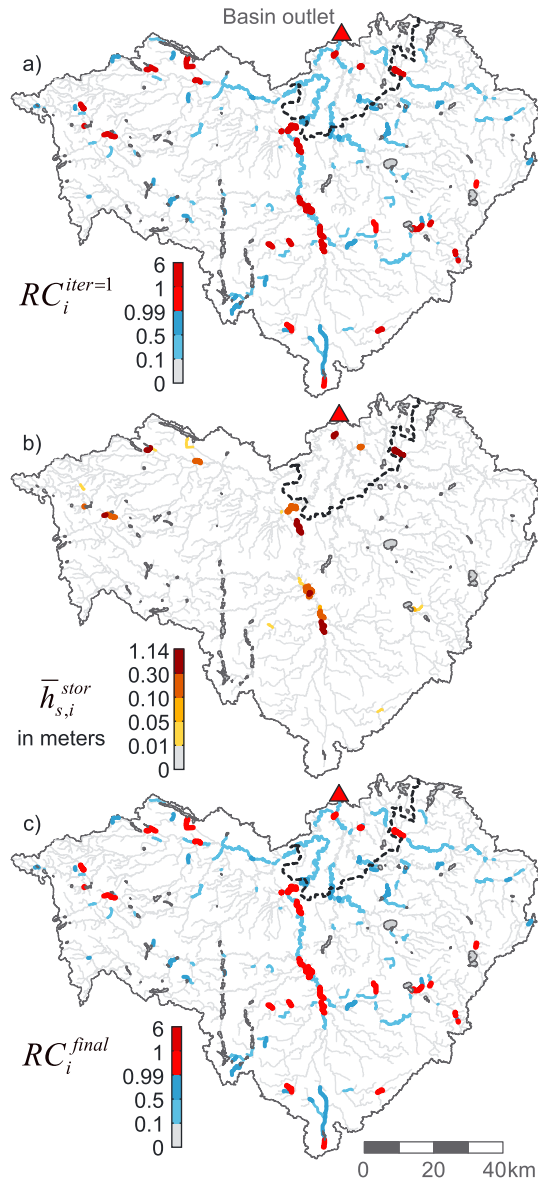 Basin outlet
a)
6
1
0.99
0.5
0.1
0
RC_i^{iter=1}
b)
1.14
0.30
0.10
0.05
0.01
0
h̅_{s,i}^{stor}
in meters
c)
6
1
0.99
0.5
0.1
0
RC_i^{final}
0 20 40km